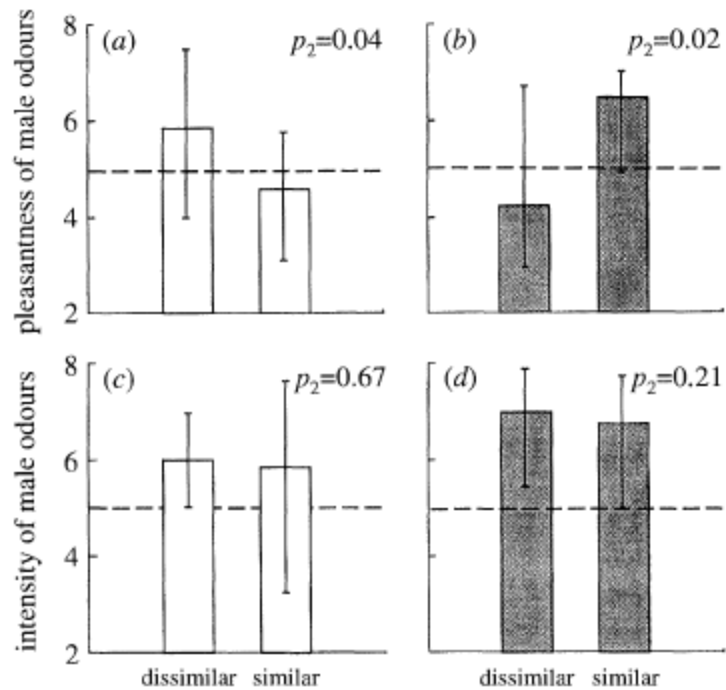 8
(a)
p₂=0.04
(b)
p₂=0.02
pleasantness of male odours
6
4
2
8
(c)
p₂=0.67
(d)
p₂=0.21
intensity of male odours
6
4
2
dissimilar similar
dissimilar similar